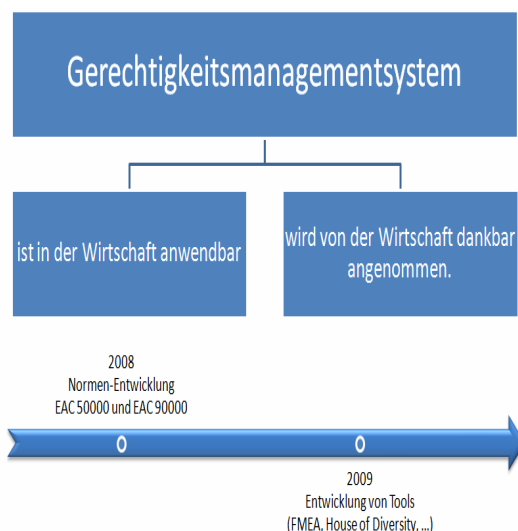 Gerechtigkeitsmanagementsystem
ist in der Wirtschaft anwendbar
wird von der Wirtschaft dankbar
angenommen.
2008
Normen-Entwicklung
EAC 50000 und EAC 90000
2009
Entwicklung von Tools
(FMEA, House of Diversity, ...)